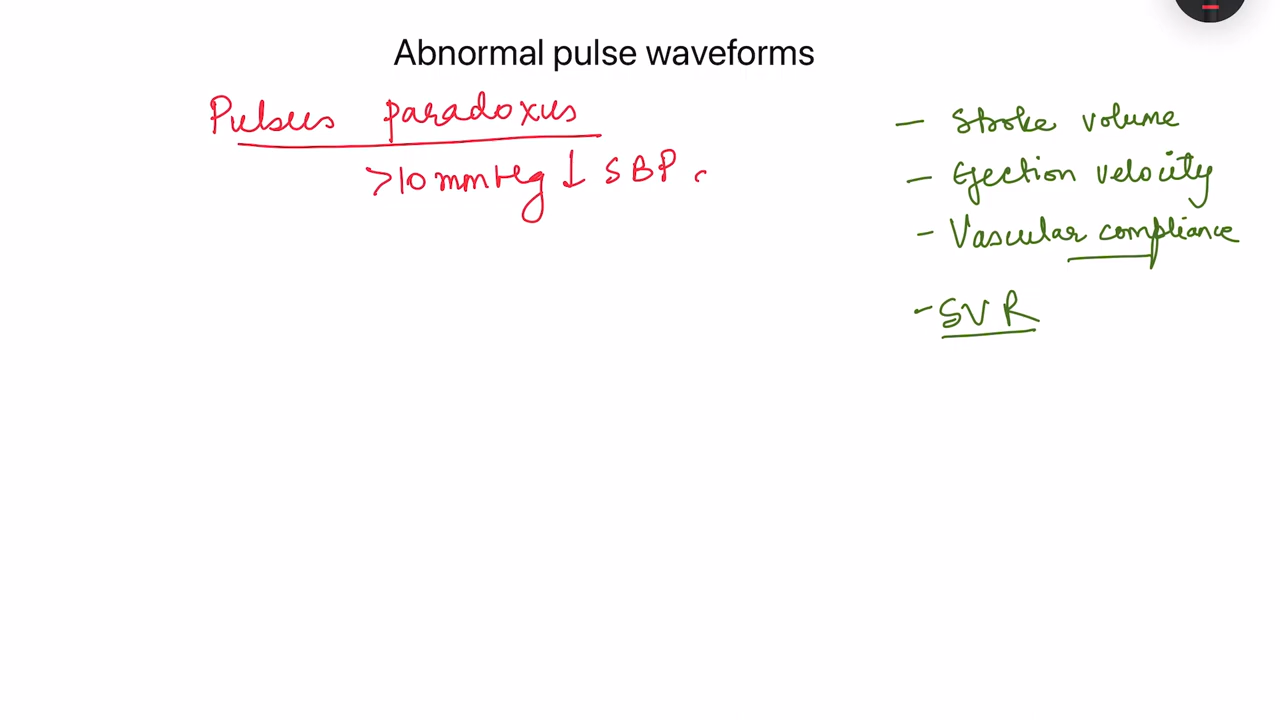 Abnormal pulse waveforms
Pulsus paradoxus
>10 mmHg ↓ SBP
- Stroke volume
- Ejection velocity
- Vascular compliance
- SVR